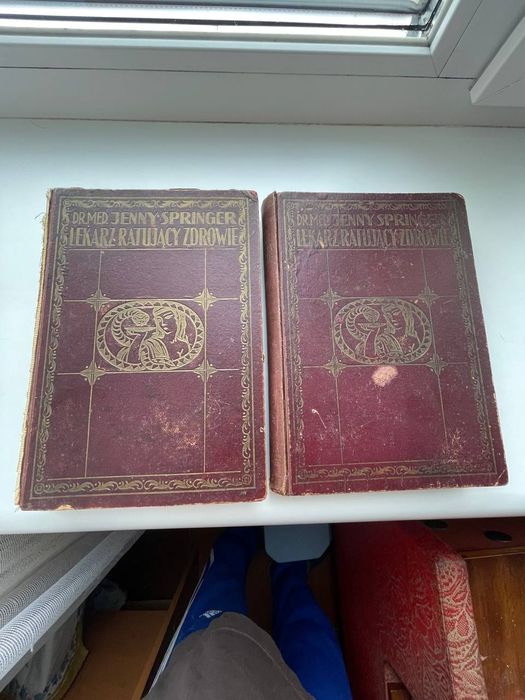 DR. MED. JENNY SPRINGER
LEKARZ RATUJĄCY ZDROWIE
DR. MED. JENNY SPRINGER
LEKARZ RATUJĄCY ZDROWIE